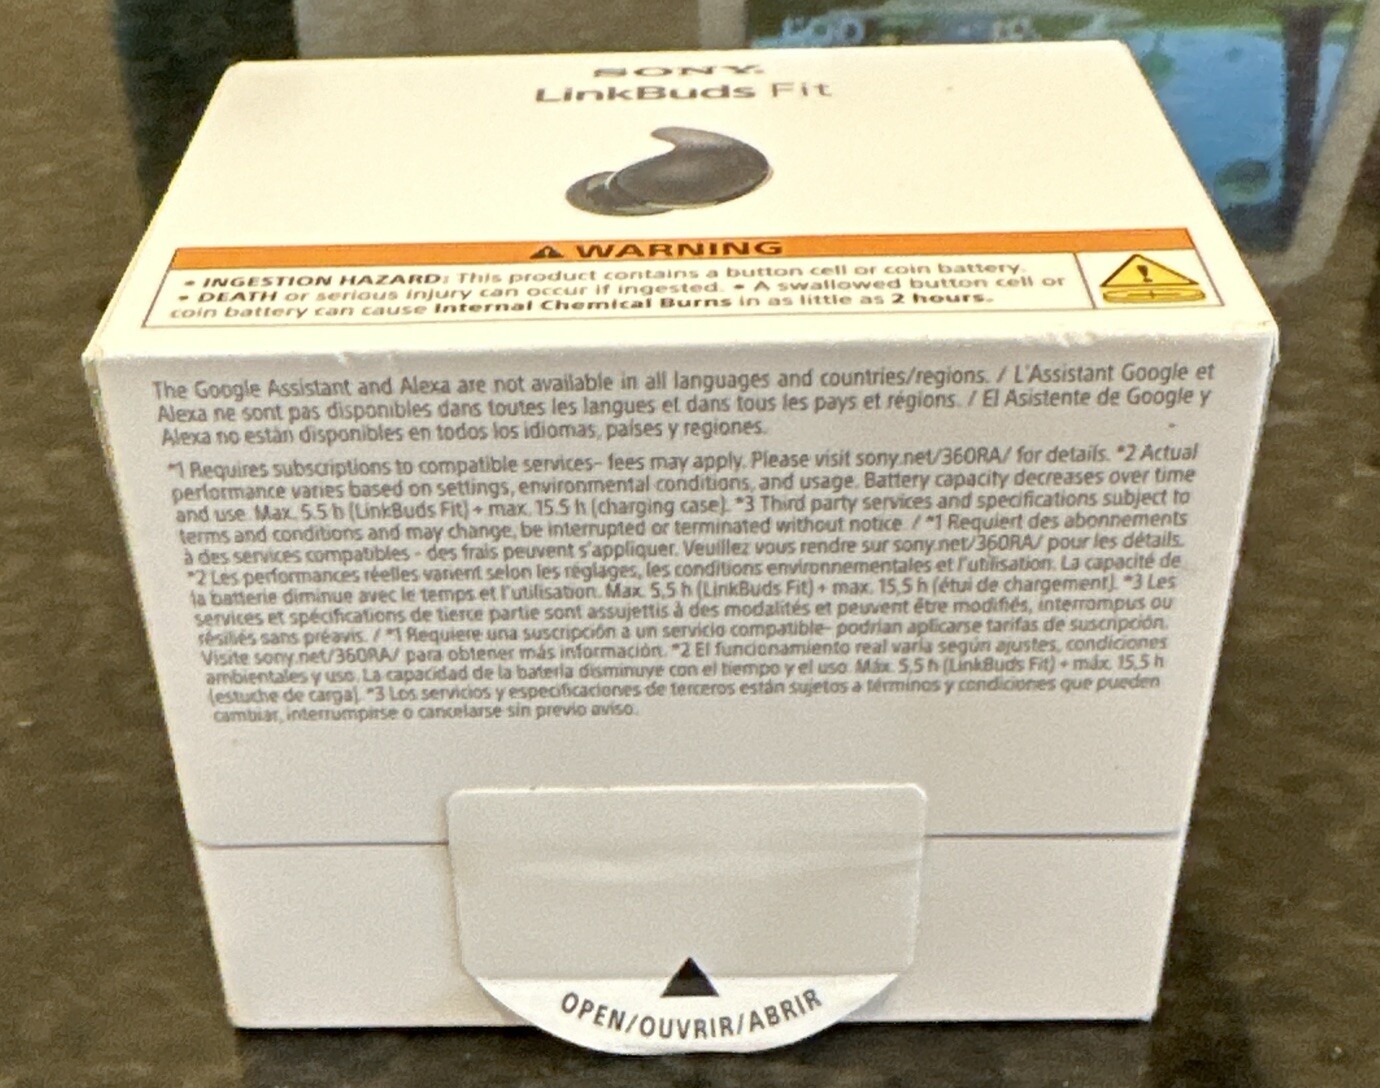 SONY
LinkBuds Fit
WARNING
• INGESTION HAZARD: This product contains a button cell or coin battery.
• DEATH or serious injury can occur if ingested. • A swallowed button cell or
coin battery can cause Internal Chemical Burns in as little as 2 hours.
The Google Assistant and Alexa are not available in all languages and countries/regions. / L'Assistant Google et
Alexa ne sont pas disponibles dans toutes les langues et dans tous les pays et régions. / El Asistente de Google y
Alexa no están disponibles en todos los idiomas, países y regiones.
*1 Requires subscriptions to compatible services– fees may apply. Please visit sony.net/360RA/ for details. *2 Actual
performance varies based on settings, environmental conditions, and usage. Battery capacity decreases over time
and use. Max. 5.5 h (LinkBuds Fit) + max. 15.5 h (charging case). *3 Third party services and specifications subject to
terms and conditions and may change, be interrupted or terminated without notice. / *1 Requiert des abonnements
à des services compatibles - des frais peuvent s'appliquer. Veuillez vous rendre sur sony.net/360RA/ pour les détails.
*2 Les performances réelles varient selon les réglages, les conditions environnementales et l'utilisation. La capacité de
la batterie diminue avec le temps et l'utilisation. Max. 5,5 h (LinkBuds Fit) + max. 15,5 h (étui de chargement). *3 Les
services et spécifications de tierce partie sont assujettis à des modalités et peuvent être modifiés, interrompus ou
résiliés sans préavis. / *1 Requiere una suscripción a un servicio compatible– podrían aplicarse tarifas de suscripción.
Visite sony.net/360RA/ para obtener más información. *2 El funcionamiento real varía según ajustes, condiciones
ambientales y uso. La capacidad de la batería disminuye con el tiempo y el uso. Máx. 5,5 h (LinkBuds Fit) + máx. 15,5 h
(estuche de carga). *3 Los servicios y especificaciones de terceros están sujetos a términos y condiciones que pueden
cambiar, interrumpirse o cancelarse sin previo aviso.
OPEN/OUVRIR/ABRIR